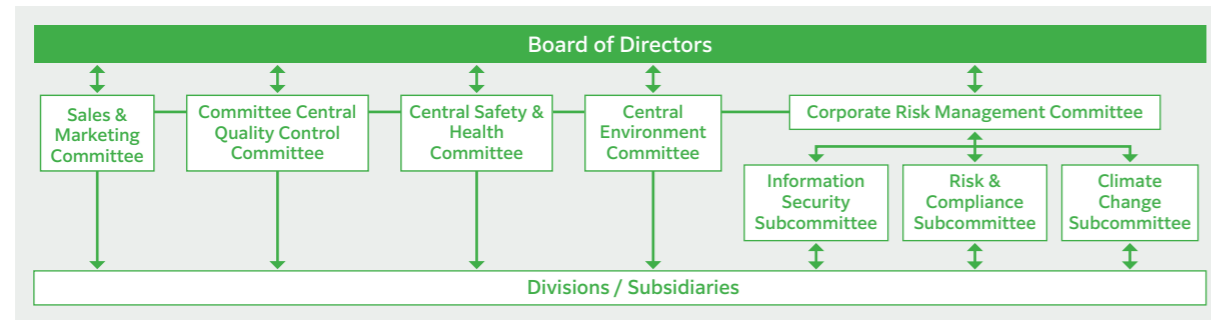 Board of Directors
Sales &
Marketing
Committee
Committee Central
Quality Control
Committee
Central Safety &
Health
Committee
Central
Environment
Committee
Corporate Risk Management Committee
Information
Security
Subcommittee
Risk &
Compliance
Subcommittee
Climate
Change
Subcommittee
Divisions / Subsidiaries